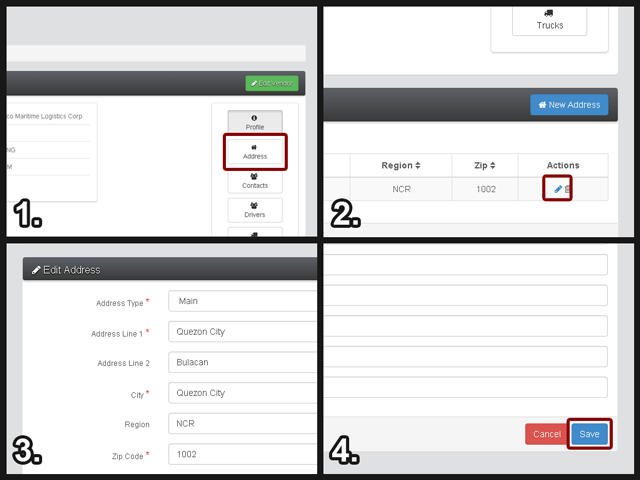 Edit Vendor
co Maritime Logistics Corp.
NG
M
Profile
Address
Contacts
Drivers
1.
Trucks
New Address
Region Zip Actions
NCR 1002
2.
Edit Address
Address Type * Main
Address Line 1 * Quezon City
Address Line 2 Bulacan
City * Quezon City
Region NCR
Zip Code * 1002
3.
Cancel Save
4.